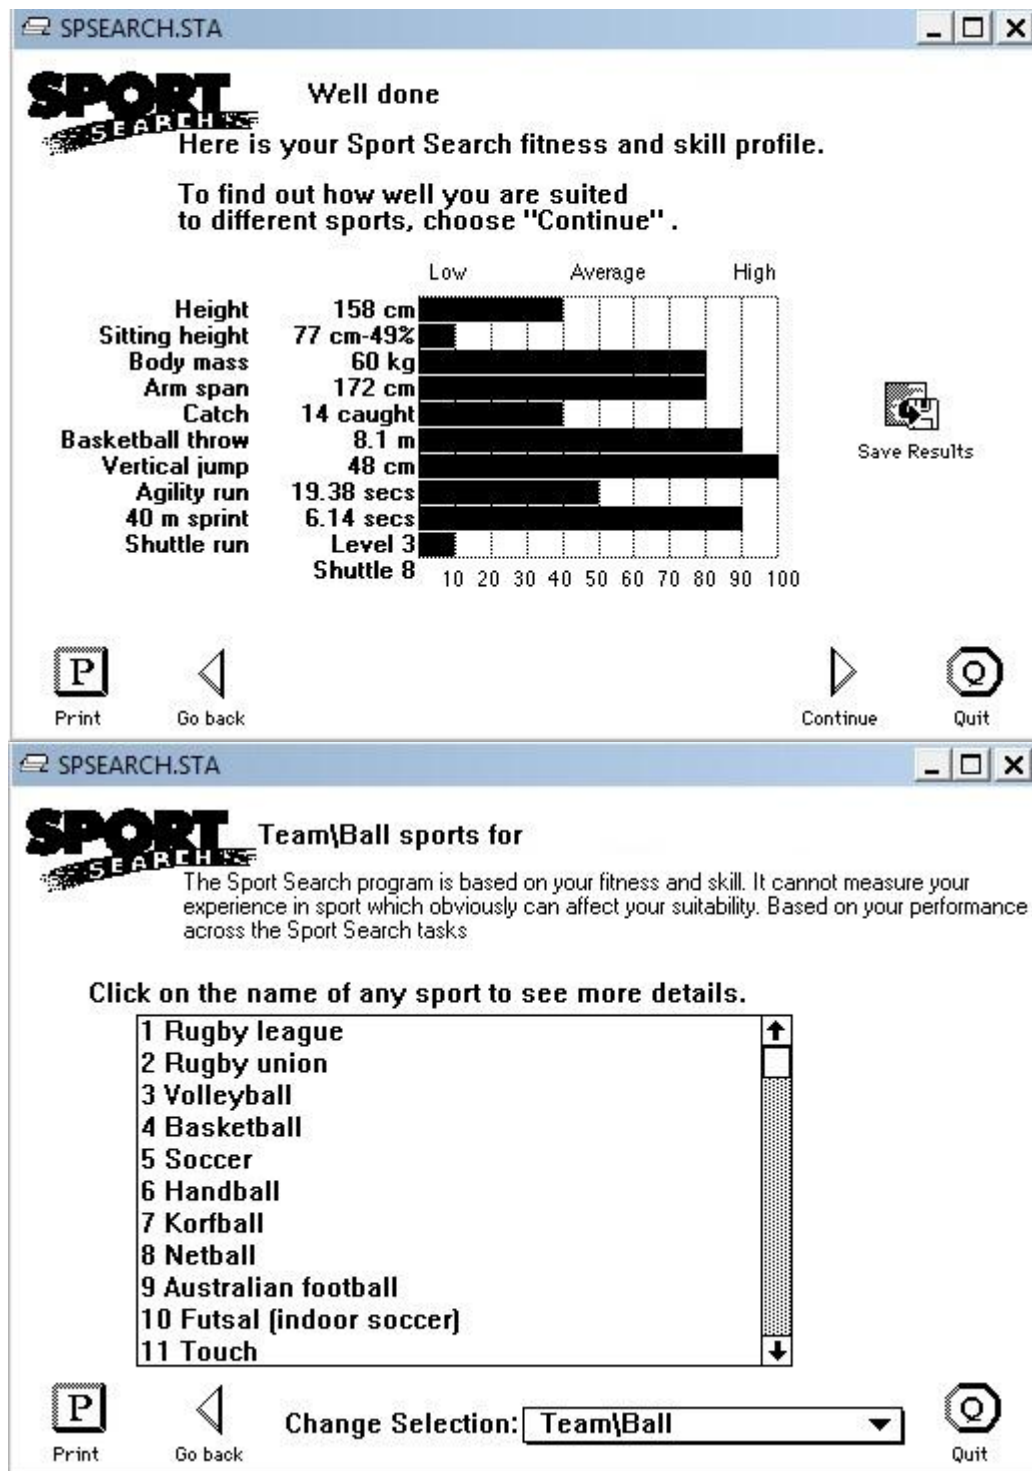 SPSEARCH.STA
SPORT
SEARCH
Well done
Here is your Sport Search fitness and skill profile.
To find out how well you are suited
to different sports, choose "Continue" .
Low Average High
Height 158 cm
Sitting height 77 cm-49%
Body mass 60 kg
Arm span 172 cm
Catch 14 caught
Basketball throw 8.1 m
Vertical jump 48 cm
Agility run 19.38 secs
40 m sprint 6.14 secs
Shuttle run Level 3
Shuttle 8
10 20 30 40 50 60 70 80 90 100
Save Results
P
Print
Go back
Continue
Q
Quit
SPSEARCH.STA
SPORT
SEARCH
Team\Ball sports for
The Sport Search program is based on your fitness and skill. It cannot measure your
experience in sport which obviously can affect your suitability. Based on your performance
across the Sport Search tasks
Click on the name of any sport to see more details.
1 Rugby league
2 Rugby union
3 Volleyball
4 Basketball
5 Soccer
6 Handball
7 Korfball
8 Netball
9 Australian football
10 Futsal (indoor soccer)
11 Touch
P
Print
Go back
Change Selection: Team\Ball
Q
Quit